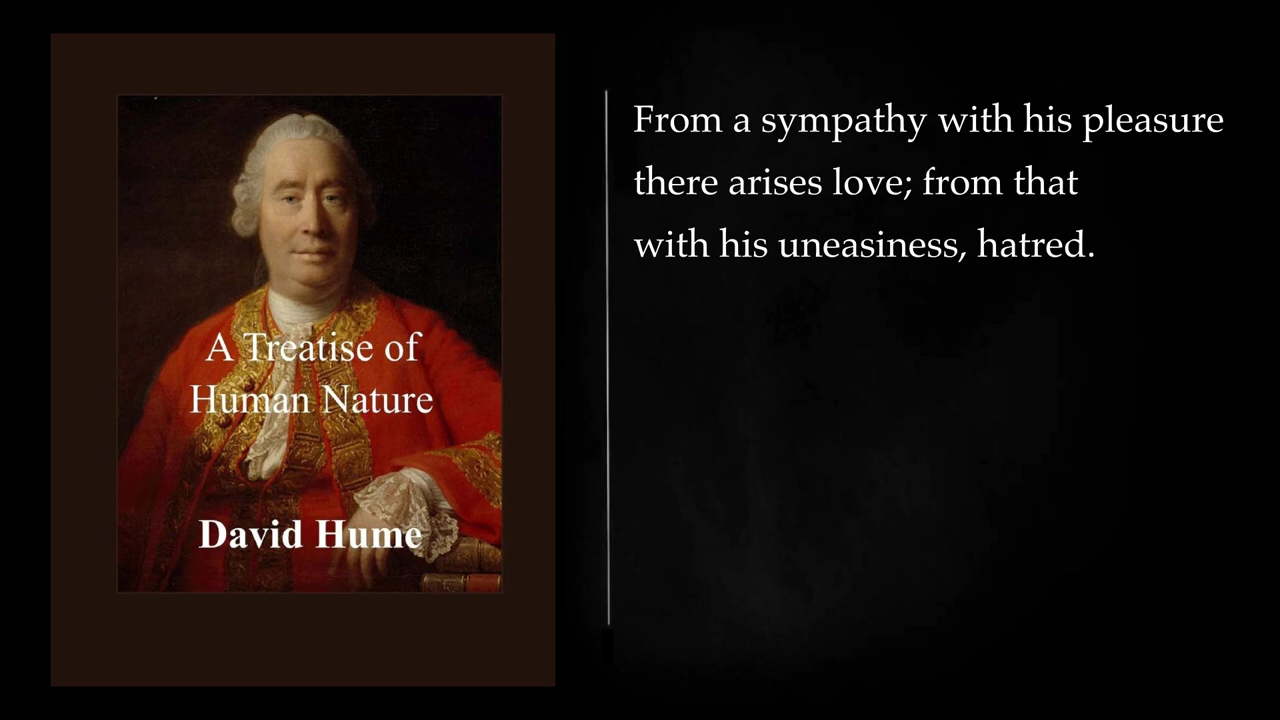 A Treatise of
Human Nature
David Hume
From a sympathy with his pleasure
there arises love; from that
with his uneasiness, hatred.